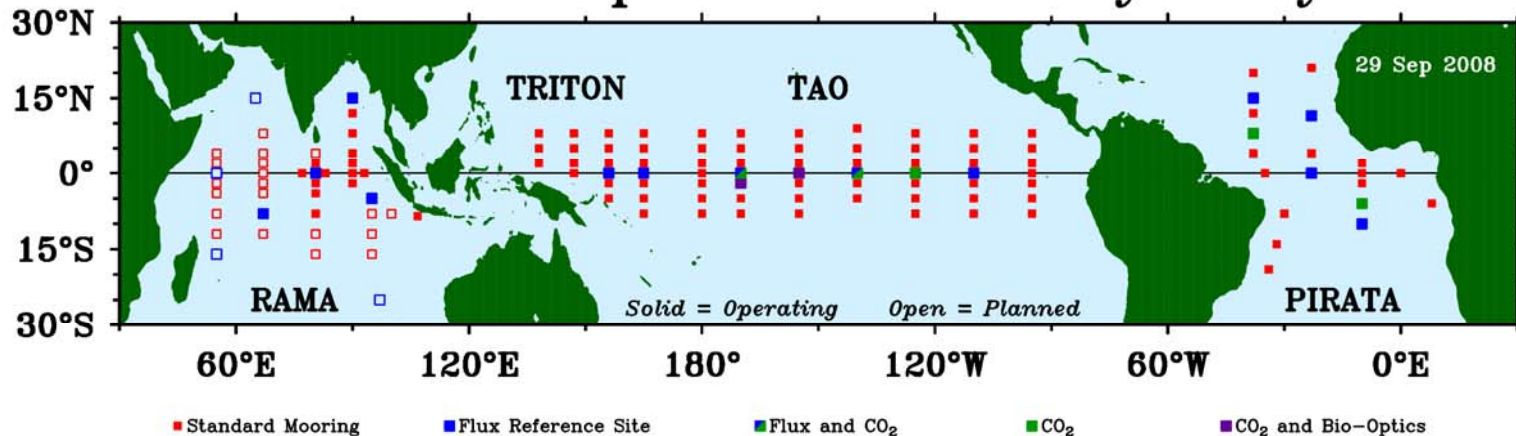 30°N
15°N
0°
15°S
30°S
TRITON
TAO
29 Sep 2008
RAMA
Solid = Operating Open = Planned
PIRATA
60°E 120°E 180° 120°W 60°W 0°E
Standard Mooring Flux Reference Site Flux and CO₂ CO₂ CO₂ and Bio-Optics